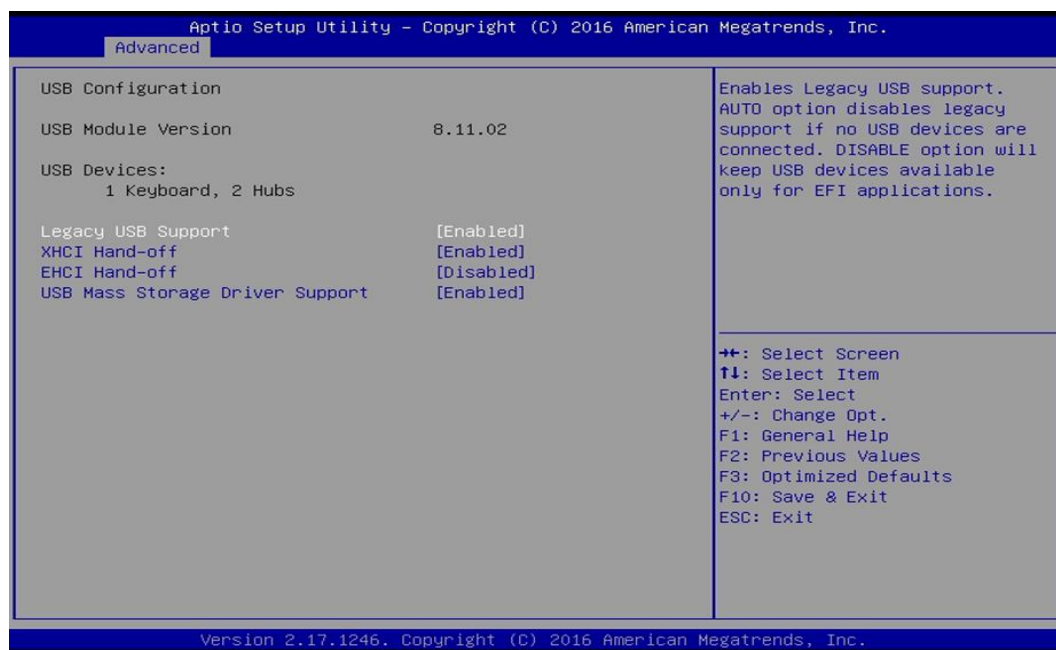 Aptio Setup Utility – Copyright (C) 2016 American Megatrends, Inc.
Advanced
USB Configuration
USB Module Version 8.11.02
USB Devices:
1 Keyboard, 2 Hubs
Legacy USB Support [Enabled]
XHCI Hand-off [Enabled]
EHCI Hand-off [Disabled]
USB Mass Storage Driver Support [Enabled]
Enables Legacy USB support.
AUTO option disables legacy
support if no USB devices are
connected. DISABLE option will
keep USB devices available
only for EFI applications.
→←: Select Screen
↑↓: Select Item
Enter: Select
+/-: Change Opt.
F1: General Help
F2: Previous Values
F3: Optimized Defaults
F10: Save & Exit
ESC: Exit
Version 2.17.1246. Copyright (C) 2016 American Megatrends, Inc.